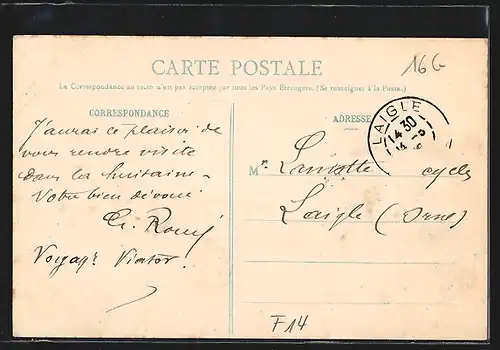 CARTE POSTALE
16G
La Correspondance au recto n'est pas acceptée par tous les Pays Etrangers. (Se renseigner à la Poste.)
CORRESPONDANCE
J'aurai ce plaisir de
vous rendre visite
dans la huitaine -
Votre bien dévoué
Voyagr Viator.
ADRESSE
LAIGLE
14 30
Mr cycles
Laigle (Orne)
F14